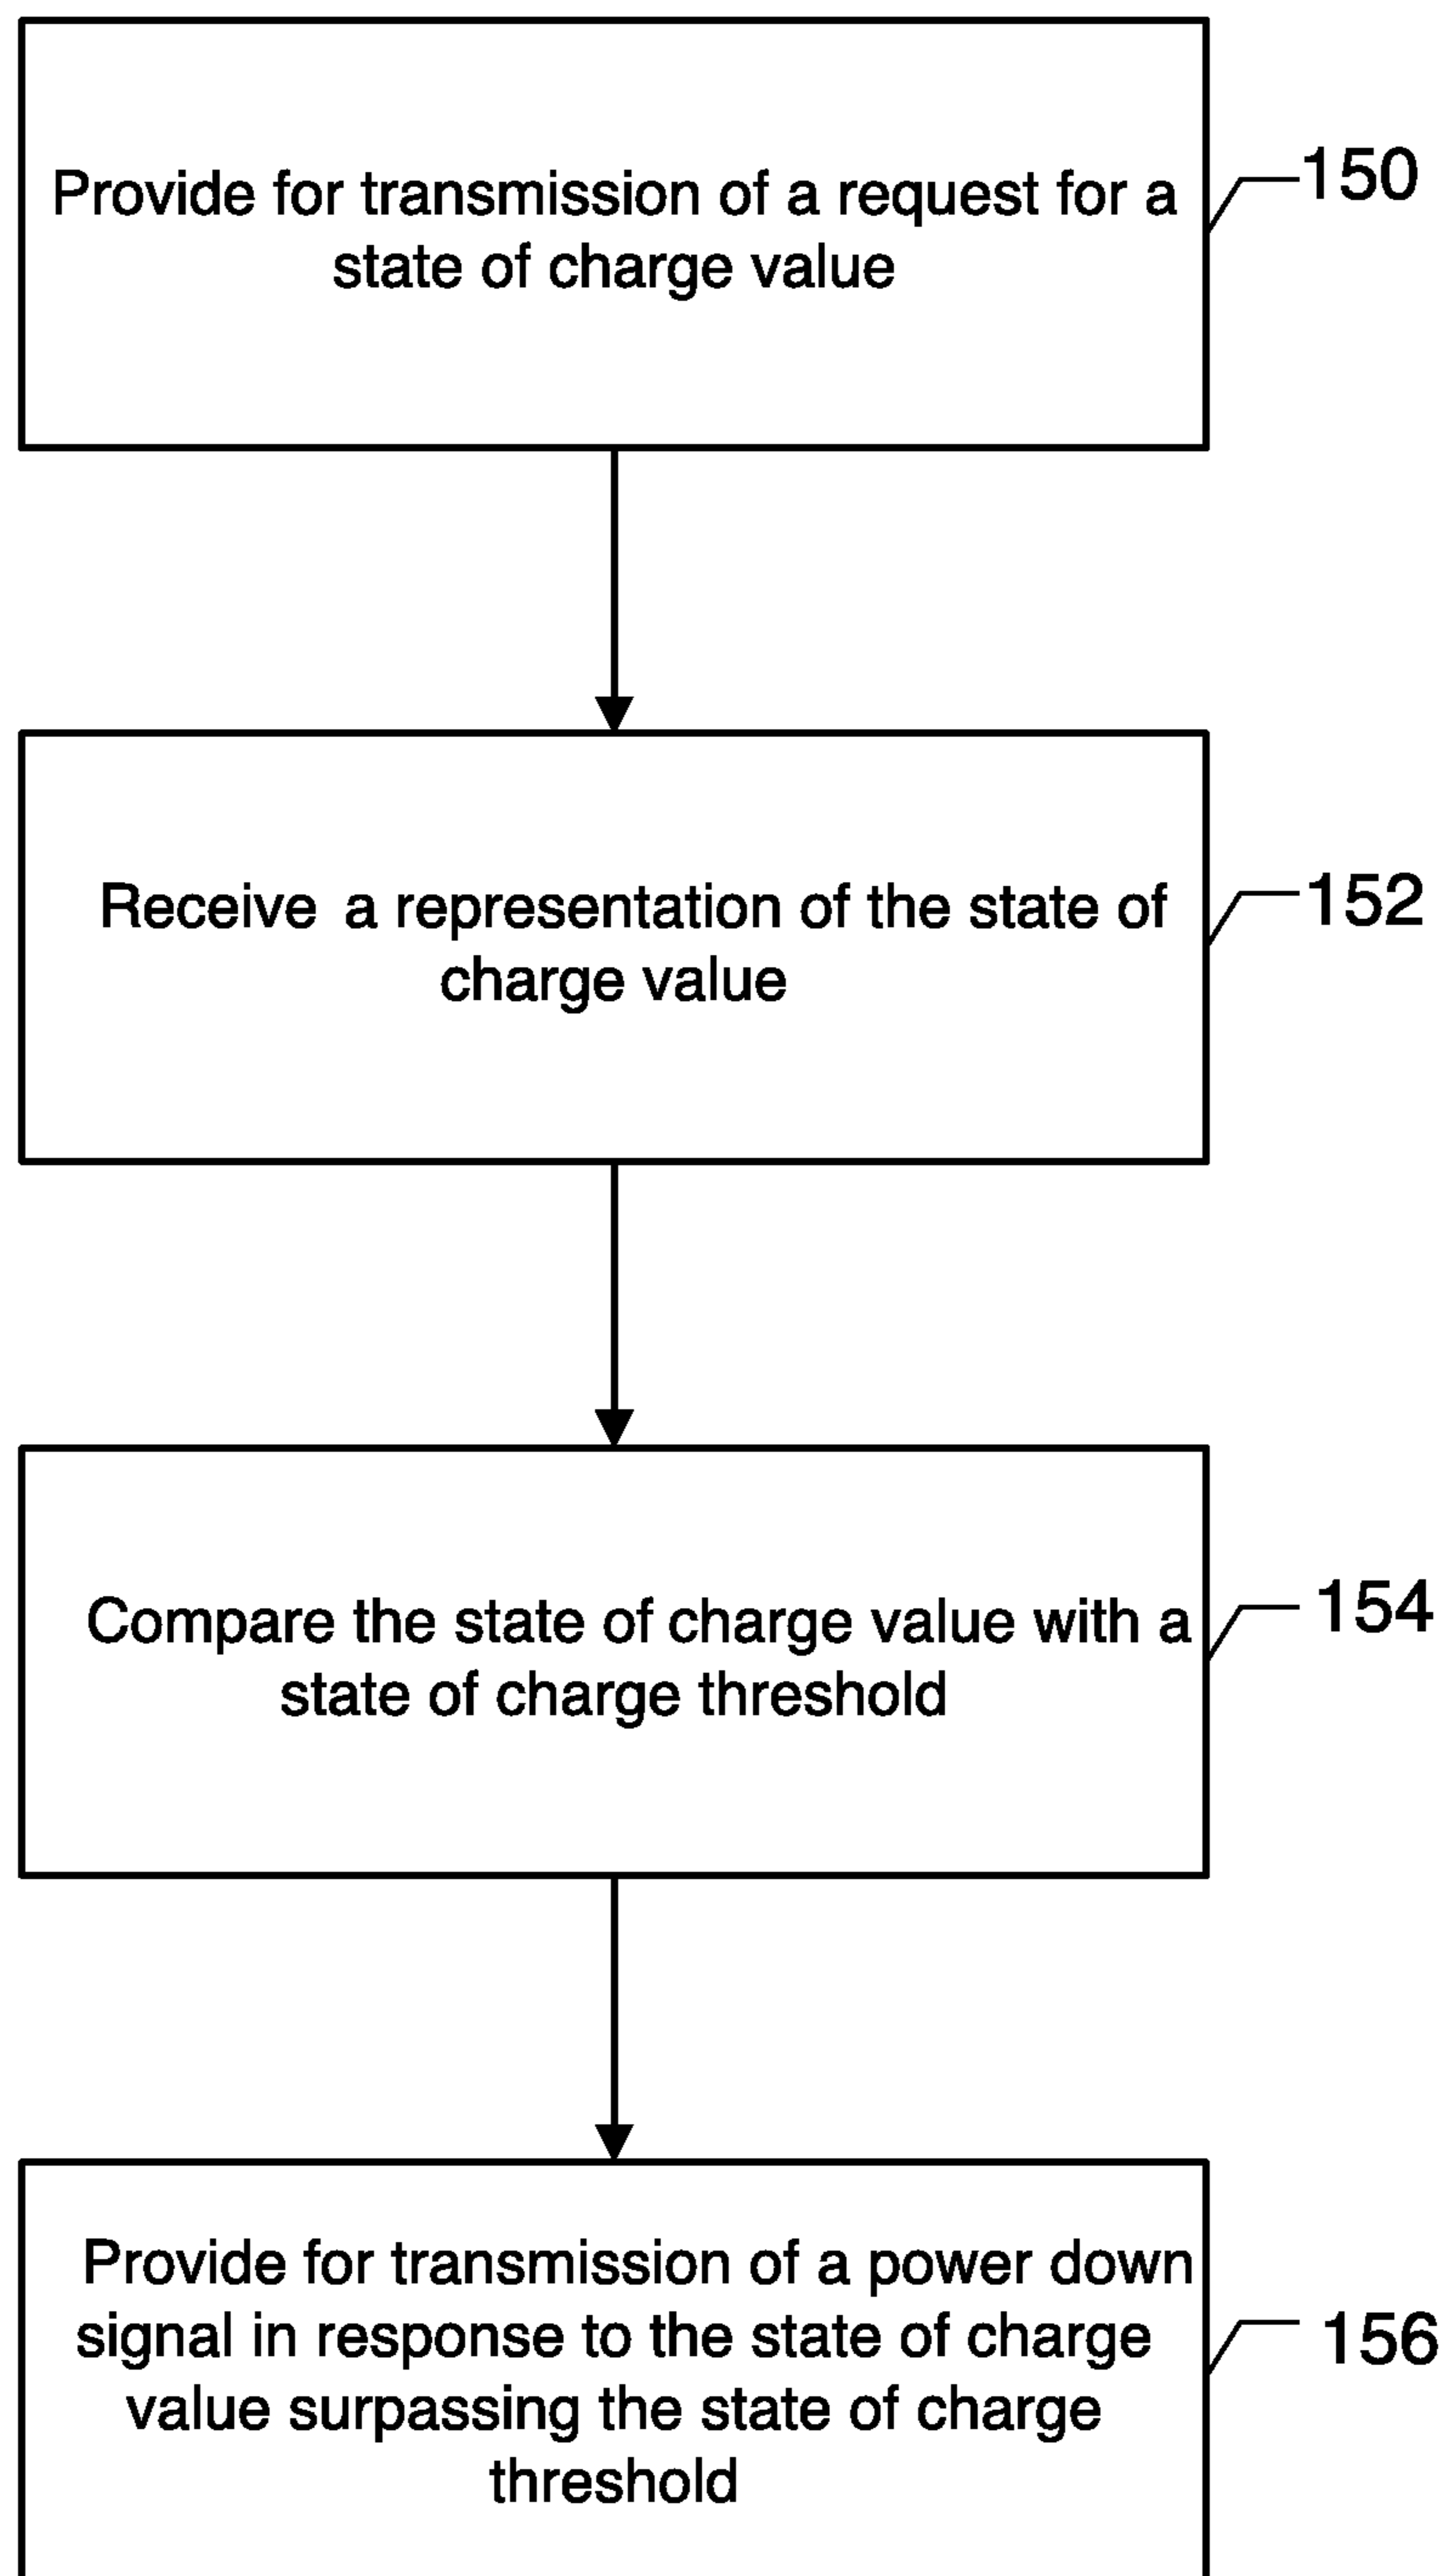 Provide for transmission of a request for a
state of charge value
150
Receive a representation of the state of
charge value
152
Compare the state of charge value with a
state of charge threshold
154
Provide for transmission of a power down
signal in response to the state of charge
value surpassing the state of charge
threshold
156